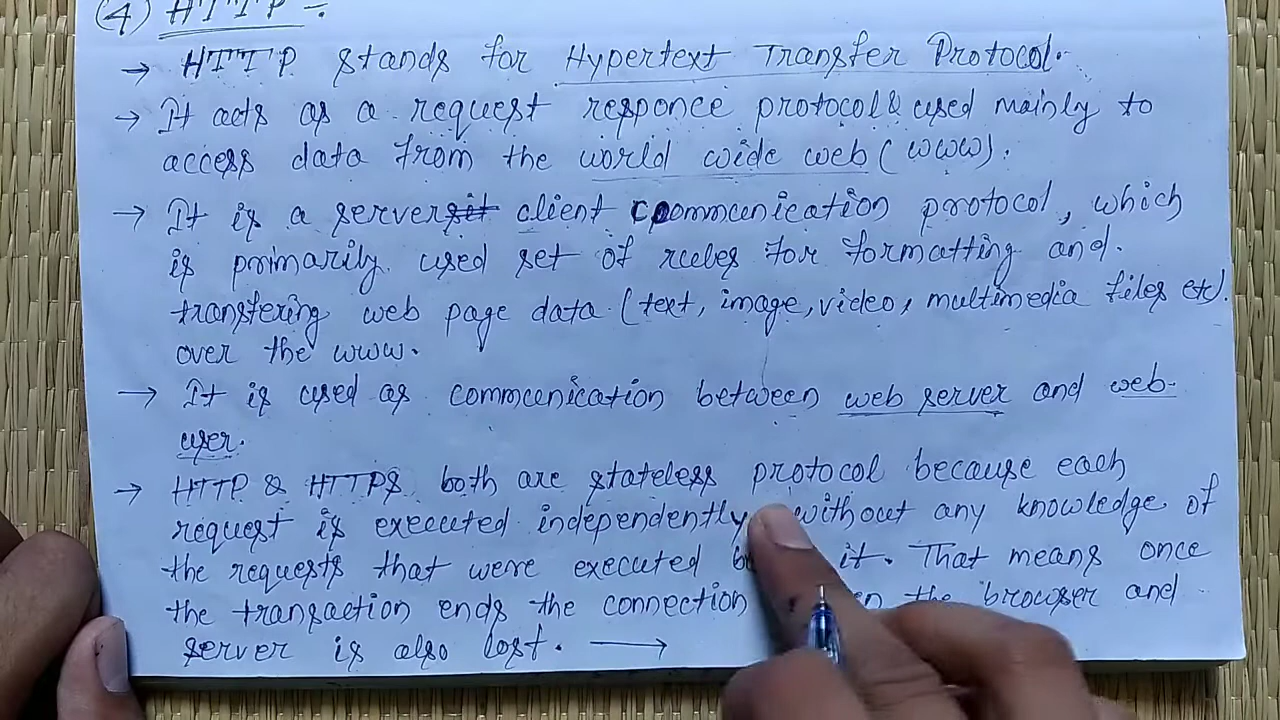 (4) HTTP :-
→ HTTP stands for Hypertext Transfer Protocol.
→ It acts as a request responce protocol & used mainly to
access data from the world wide web (www).
→ It is a server client communication protocol, which
is primarily used set of rules for formatting and
transfering web page data (text, image, video, multimedia files etc).
over the www.
→ It is used as communication between web server and web-
user.
→ HTTP & HTTPS both are stateless protocol because each
request is executed independently without any knowledge of
the requests that were executed it. That means once
the transaction ends the connection the browser and
server is also lost. →